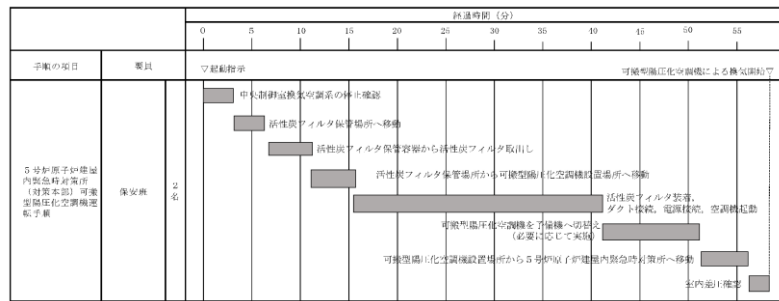 経過時間（分）
0 5 10 15 20 25 30 35 40 45 50 55
手順の項目 要員
▽起動指示
可搬型陽圧化空調機による換気開始▽
5号炉原子炉建屋
内緊急時対策所
（対策本部）可搬
型陽圧化空調機運
転手順
保安班
2
名
中央制御室換気空調系の停止確認
活性炭フィルタ保管場所へ移動
活性炭フィルタ保管容器から活性炭フィルタ取出し
活性炭フィルタ保管場所から可搬型陽圧化空調機設置場所へ移動
活性炭フィルタ装着，
ダクト接続，電源接続，空調機起動
可搬型陽圧化空調機を予備機へ切替え
（必要に応じて実施）
可搬型陽圧化空調機設置場所から5号炉原子炉建屋内緊急時対策所へ移動
室内差圧確認